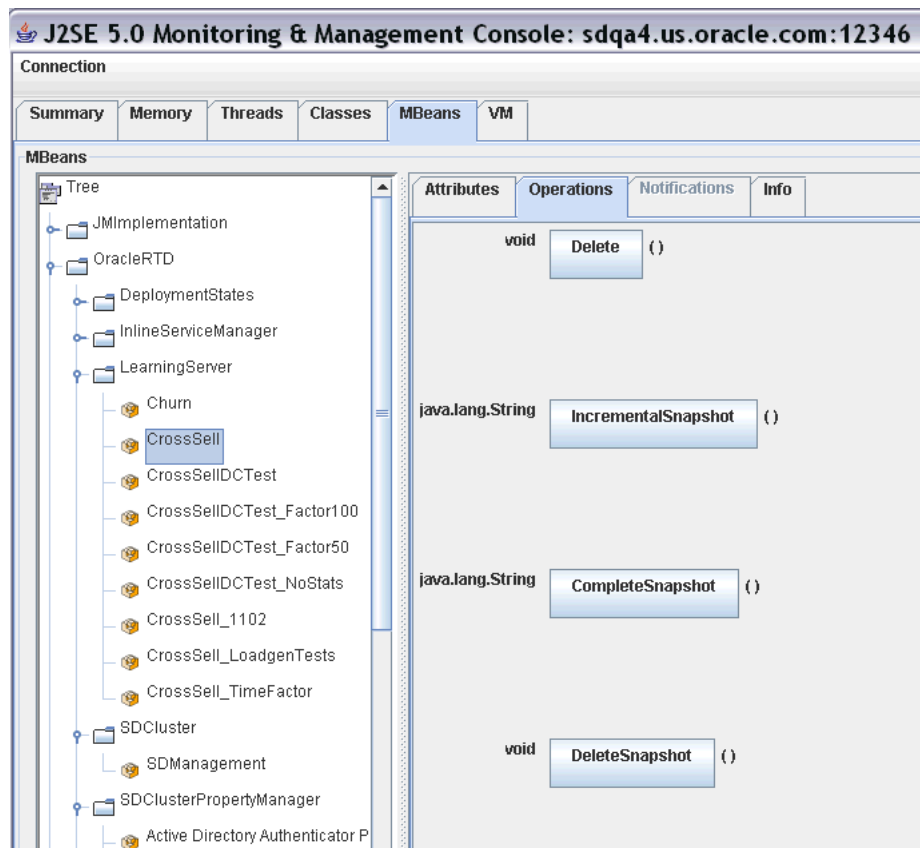 J2SE 5.0 Monitoring & Management Console: sdqa4.us.oracle.com:12346
Connection
Summary Memory Threads Classes MBeans VM
MBeans
Tree
JMImplementation
OracleRTD
DeploymentStates
InlineServiceManager
LearningServer
Churn
CrossSell
CrossSellDCTest
CrossSellDCTest_Factor100
CrossSellDCTest_Factor50
CrossSellDCTest_NoStats
CrossSell_1102
CrossSell_LoadgenTests
CrossSell_TimeFactor
SDCluster
SDManagement
SDClusterPropertyManager
Active Directory Authenticator P
Attributes Operations Notifications Info
void Delete ( )
java.lang.String IncrementalSnapshot ( )
java.lang.String CompleteSnapshot ( )
void DeleteSnapshot ( )